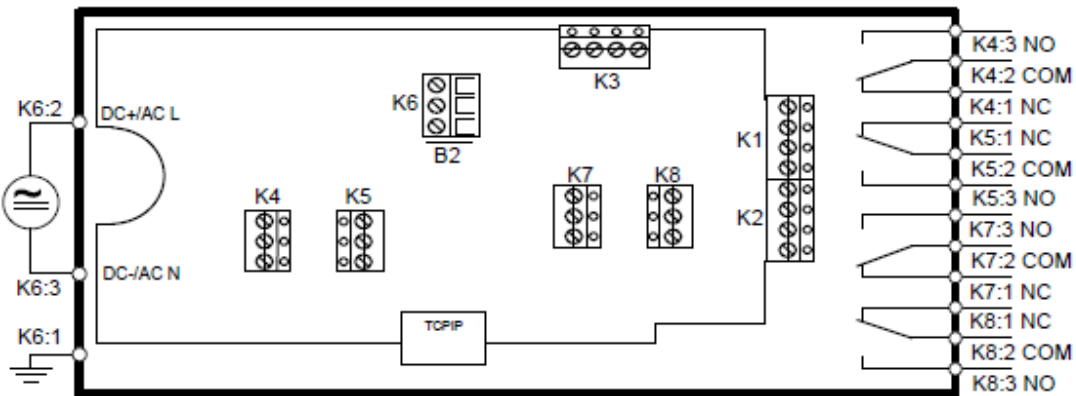 K4:3 NO
K3
K4:2 COM
K6:2
DC+/AC L
K6
K4:1 NC
K1
K5:1 NC
B2
K5:2 COM
K4
K5
K7
K8
K5:3 NO
K2
K7:3 NO
K7:2 COM
DC-/AC N
K6:3
K7:1 NC
K8:1 NC
TCPIP
K6:1
K8:2 COM
K8:3 NO